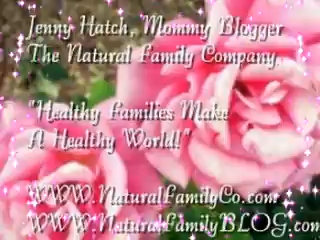 Jenny Hatch, Mommy Blogger
The Natural Family Company,
"Healthy Families Make
A Healthy World!"
WWW.NaturalFamilyCo.com
WWW.NaturalFamilyBLOG.com